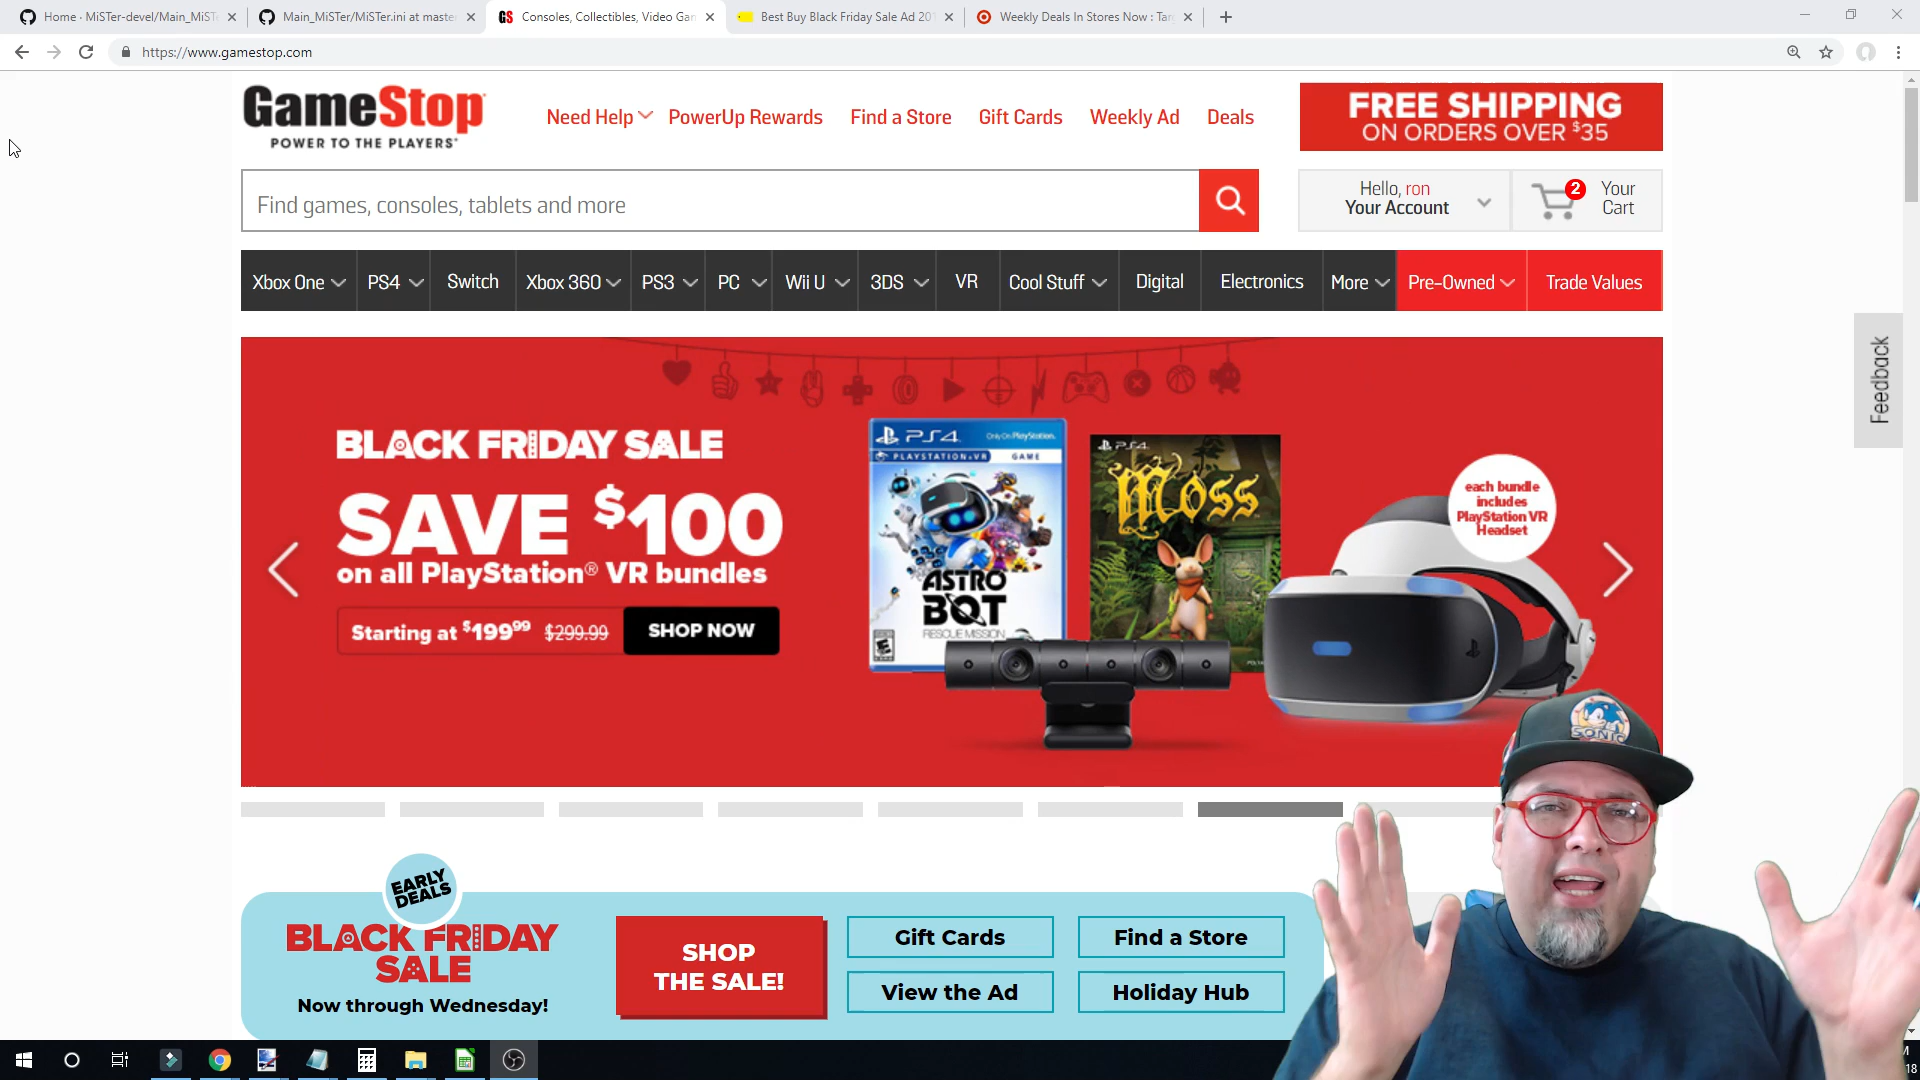 Home · MiSTer-devel/Main_MiST
Main_MiSTer/MiSTer.ini at master
Consoles, Collectibles, Video Gam
Best Buy Black Friday Sale Ad 201
Weekly Deals In Stores Now : Tar
https://www.gamestop.com
GameStop
POWER TO THE PLAYERS
Need Help
PowerUp Rewards
Find a Store
Gift Cards
Weekly Ad
Deals
FREE SHIPPING
ON ORDERS OVER $35
Find games, consoles, tablets and more
Hello, ron
Your Account
2
Your
Cart
Xbox One
PS4
Switch
Xbox 360
PS3
PC
Wii U
3DS
VR
Cool Stuff
Digital
Electronics
More
Pre-Owned
Trade Values
Feedback
BLACK FRIDAY SALE
SAVE $100
on all PlayStation® VR bundles
Starting at $199.99 $299.99
SHOP NOW
PS4
Only On PlayStation.
PLAYSTATION VR GAME
ASTRO
BOT
RESCUE MISSION
E
PS4
Moss
each bundle
includes
PlayStation VR
Headset
SONIC
EARLY
DEALS
BLACK FRIDAY
SALE
Now through Wednesday!
SHOP
THE SALE!
Gift Cards
Find a Store
View the Ad
Holiday Hub